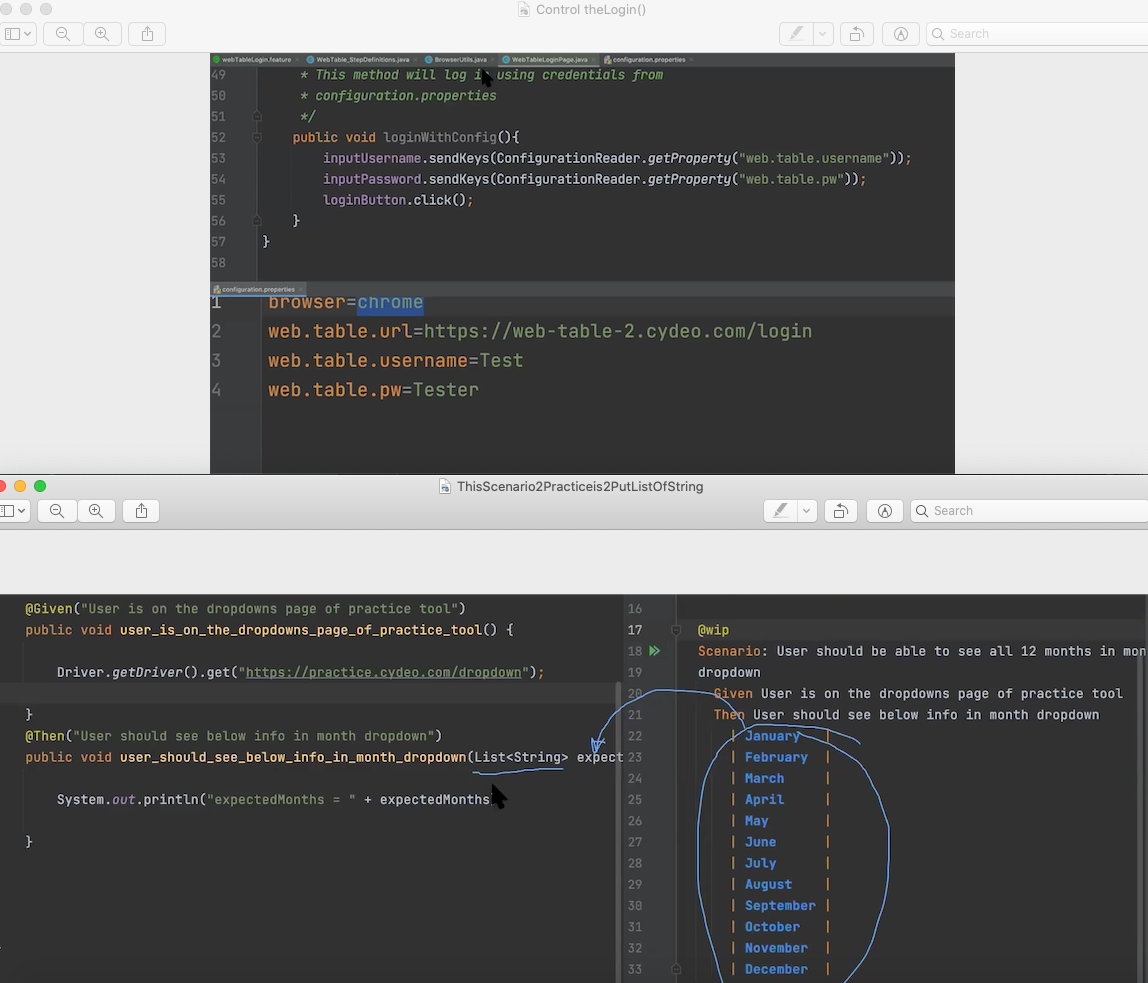 Control theLogin()
Search
webTableLogin.feature
WebTable_StepDefinitions.java
BrowserUtils.java
WebTableLoginPage.java
configuration.properties
49 * This method will log in using credentials from
50 * configuration.properties
51 */
52 public void loginWithConfig(){
53 inputUsername.sendKeys(ConfigurationReader.getProperty("web.table.username"));
54 inputPassword.sendKeys(ConfigurationReader.getProperty("web.table.pw"));
55 loginButton.click();
56 }
57 }
58
configuration.properties
1 browser=chrome
2 web.table.url=https://web-table-2.cydeo.com/login
3 web.table.username=Test
4 web.table.pw=Tester
ThisScenario2Practiceis2PutListOfString
Search
@Given("User is on the dropdowns page of practice tool")
public void user_is_on_the_dropdowns_page_of_practice_tool() {
Driver.getDriver().get("https://practice.cydeo.com/dropdown");
}
@Then("User should see below info in month dropdown")
public void user_should_see_below_info_in_month_dropdown(List<String> expect
System.out.println("expectedMonths = " + expectedMonths
}
16
17 @wip
18 Scenario: User should be able to see all 12 months in mon
19 dropdown
20 Given User is on the dropdowns page of practice tool
21 Then User should see below info in month dropdown
22 | January |
23 | February |
24 | March |
25 | April |
26 | May |
27 | June |
28 | July |
29 | August |
30 | September |
31 | October |
32 | November |
33 | December |